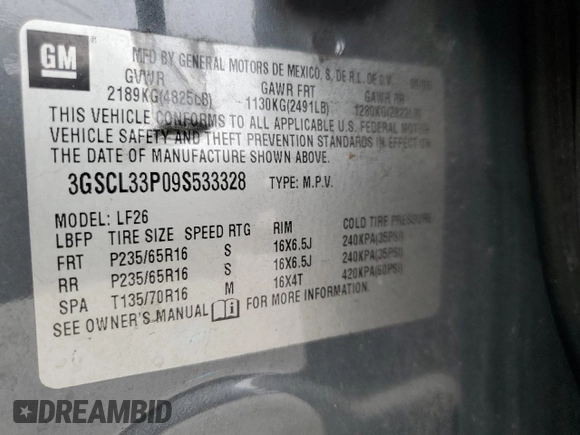 GM
MFD BY GENERAL MOTORS DE MEXICO, S, DE R.L. DE C.V.
GVWR GAWR FRT GAWR RR
2189KG(4825LB) 1130KG(2491LB)
THIS VEHICLE CONFORMS TO ALL APPLICABLE U.S. FEDERAL MOTOR
VEHICLE SAFETY AND THEFT PREVENTION STANDARDS IN EFFECT ON
THE DATE OF MANUFACTURE SHOWN ABOVE.
3GSCL33P09S533328 TYPE: M.P.V.
MODEL: LF26
LBFP TIRE SIZE SPEED RTG RIM COLD TIRE PRESSURE
FRT P235/65R16 S 16X6.5J 240KPA(35PSI)
RR P235/65R16 S 16X6.5J 240KPA(35PSI)
SPA T135/70R16 M 16X4T 420KPA(60PSI)
SEE OWNER'S MANUAL FOR MORE INFORMATION.
DREAMBID